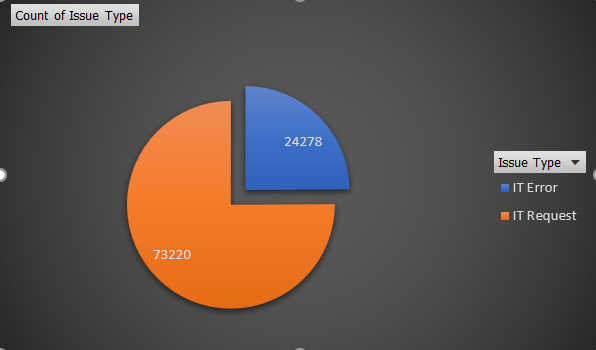 Count of Issue Type
24278
Issue Type
IT Error
IT Request
73220